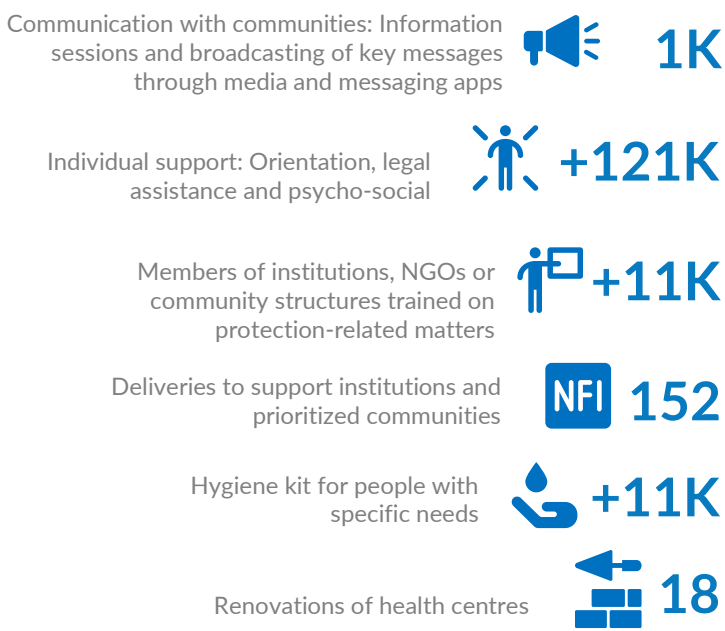 Communication with communities: Information
sessions and broadcasting of key messages
through media and messaging apps
1K
Individual support: Orientation, legal
assistance and psycho-social
+121K
Members of institutions, NGOs or
community structures trained on
protection-related matters
+11K
Deliveries to support institutions and
prioritized communities
NFI
152
Hygiene kit for people with
specific needs
+11K
Renovations of health centres
18